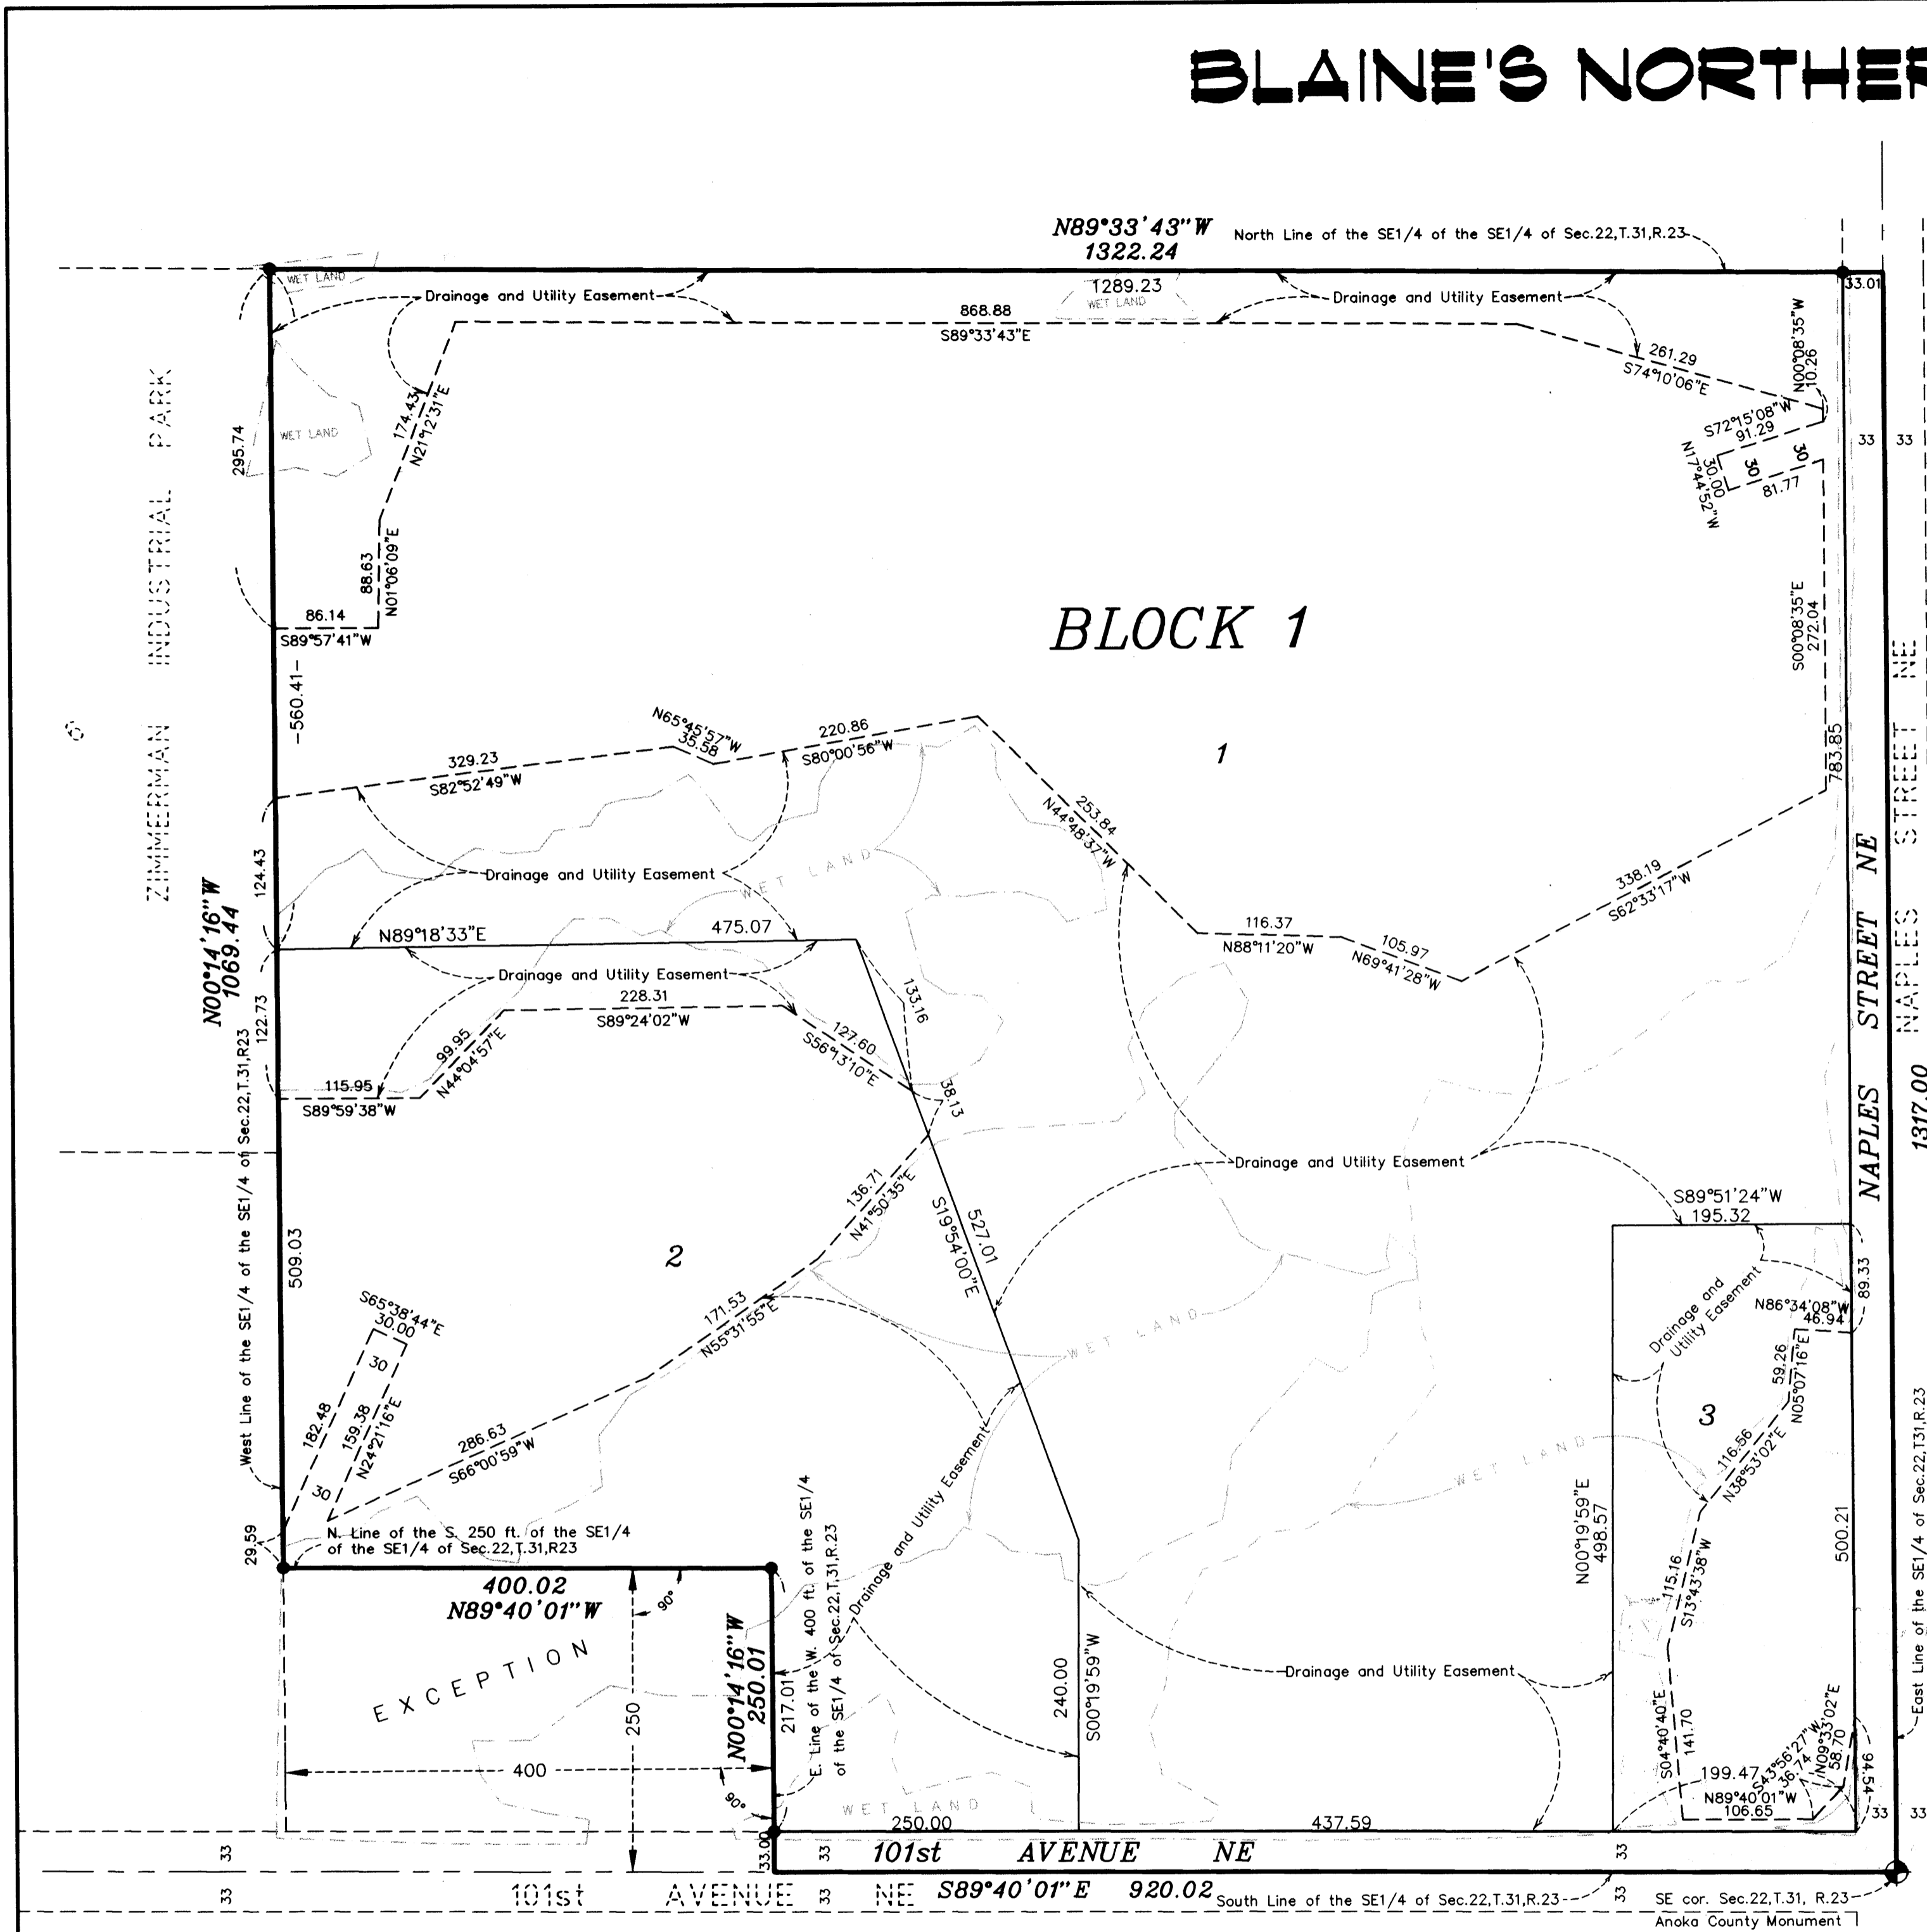 BLAINE'S NORTHER
N89°33'43"W
1322.24
North Line of the SE1/4 of the SE1/4 of Sec.22,T.31,R.23
WET LAND
Drainage and Utility Easement
1289.23
WET LAND
Drainage and Utility Easement
33.01
868.88
S89°33'43"E
261.29
S74°10'06"E
N00°08'35"W
10.26
S72°15'08"W
91.29
30
30
30.00
N17°44'52"W
81.77
33
33
ZIMMERMAN INDUSTRIAL PARK
6
295.74
WET LAND
174.43
N21°12'31"E
88.63
N01°06'09"E
86.14
S89°57'41"W
-560.41-
BLOCK 1
1
S00°08'35"E
272.04
783.85
NAPLES STREET NE
NAPLES STREET NE
1317.00
N65°45'57"W
35.58
329.23
S82°52'49"W
220.86
S80°00'56"W
253.84
N44°48'37"W
338.19
S62°33'17"W
116.37
N88°11'20"W
105.97
N69°41'28"W
124.43
Drainage and Utility Easement
WET LAND
N00°14'16"W
1069.44
N89°18'33"E
475.07
122.73
Drainage and Utility Easement
228.31
S89°24'02"W
133.16
99.95
N44°04'57"E
127.60
S56°13'10"E
115.95
S89°59'38"W
38.13
West Line of the SE1/4 of the SE1/4 of Sec.22,T.31,R23
509.03
2
136.71
N41°50'35"E
527.01
S19°54'00"E
Drainage and Utility Easement
171.53
N55°31'55"E
WET LAND
S65°38'44"E
30.00
30
182.48
159.38
N24°21'16"E
30
286.63
S66°00'59"W
Drainage and Utility Easement
S89°51'24"W
195.32
89.33
Drainage and
Utility Easement
N86°34'08"W
46.94
59.26
N05°07'16"E
3
116.56
N38°53'02"E
WET LAND
N00°19'59"E
498.57
115.16
S13°43'38"W
500.21
East Line of the SE1/4 of Sec.22,T31,R.23
29.59
N. Line of the S. 250 ft. of the SE1/4
of the SE1/4 of Sec.22,T.31,R23
400.02
N89°40'01"W
90°
EXCEPTION
250
400
90°
N00°14'16"W
250.01
217.01
E. Line of the W. 400 ft. of the SE1/4
of the SE1/4 of Sec.22,T,31,R.23
240.00
S00°19'59"W
Drainage and Utility Easement
S04°40'40"E
141.70
199.47
S43°56'27"W
36.74
N09°33'02"E
58.70
94.54
N89°40'01"W
106.65
33
33
WET LAND
250.00
437.59
33
33.00
33
101st AVENUE NE
33
33
101st AVENUE NE
33
S89°40'01"E 920.02
South Line of the SE1/4 of Sec.22,T.31,R.23
33
SE cor. Sec.22,T.31, R.23
Anoka County Monument